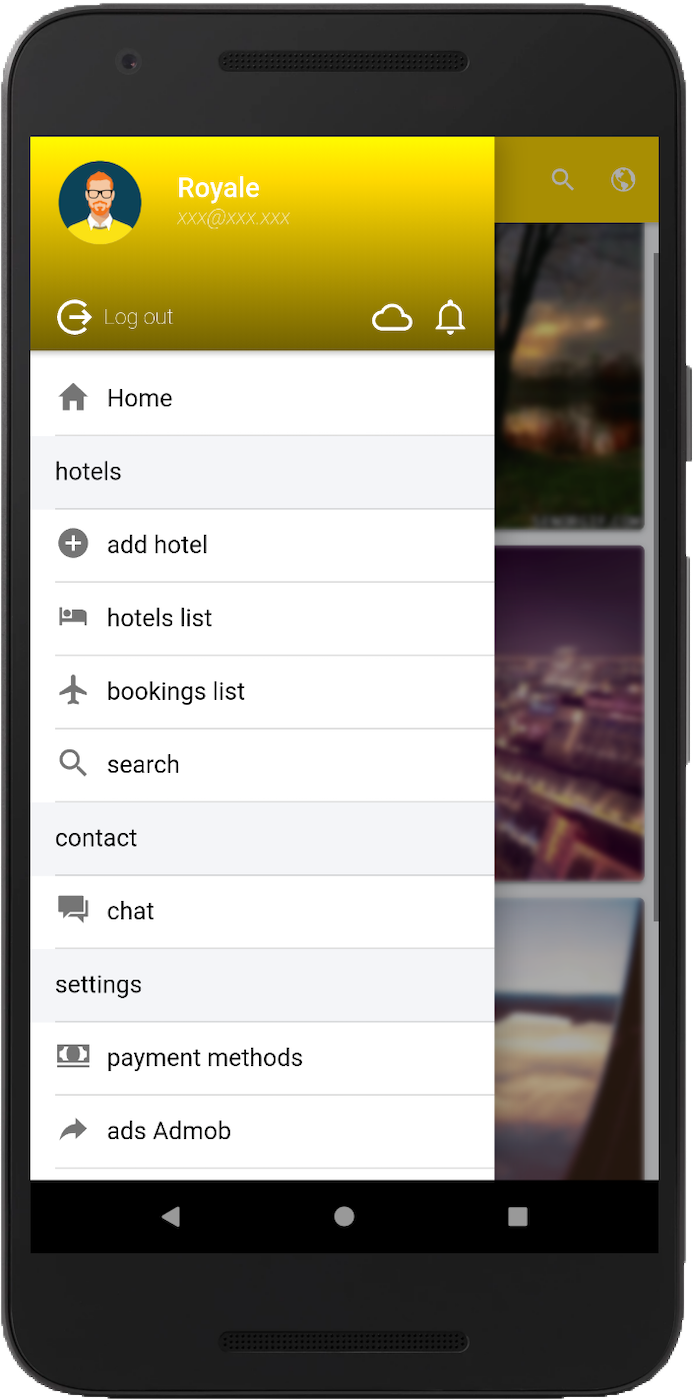 Royale
xxx@xxx.xxx
Log out
Home
hotels
add hotel
hotels list
bookings list
search
contact
chat
settings
payment methods
ads Admob